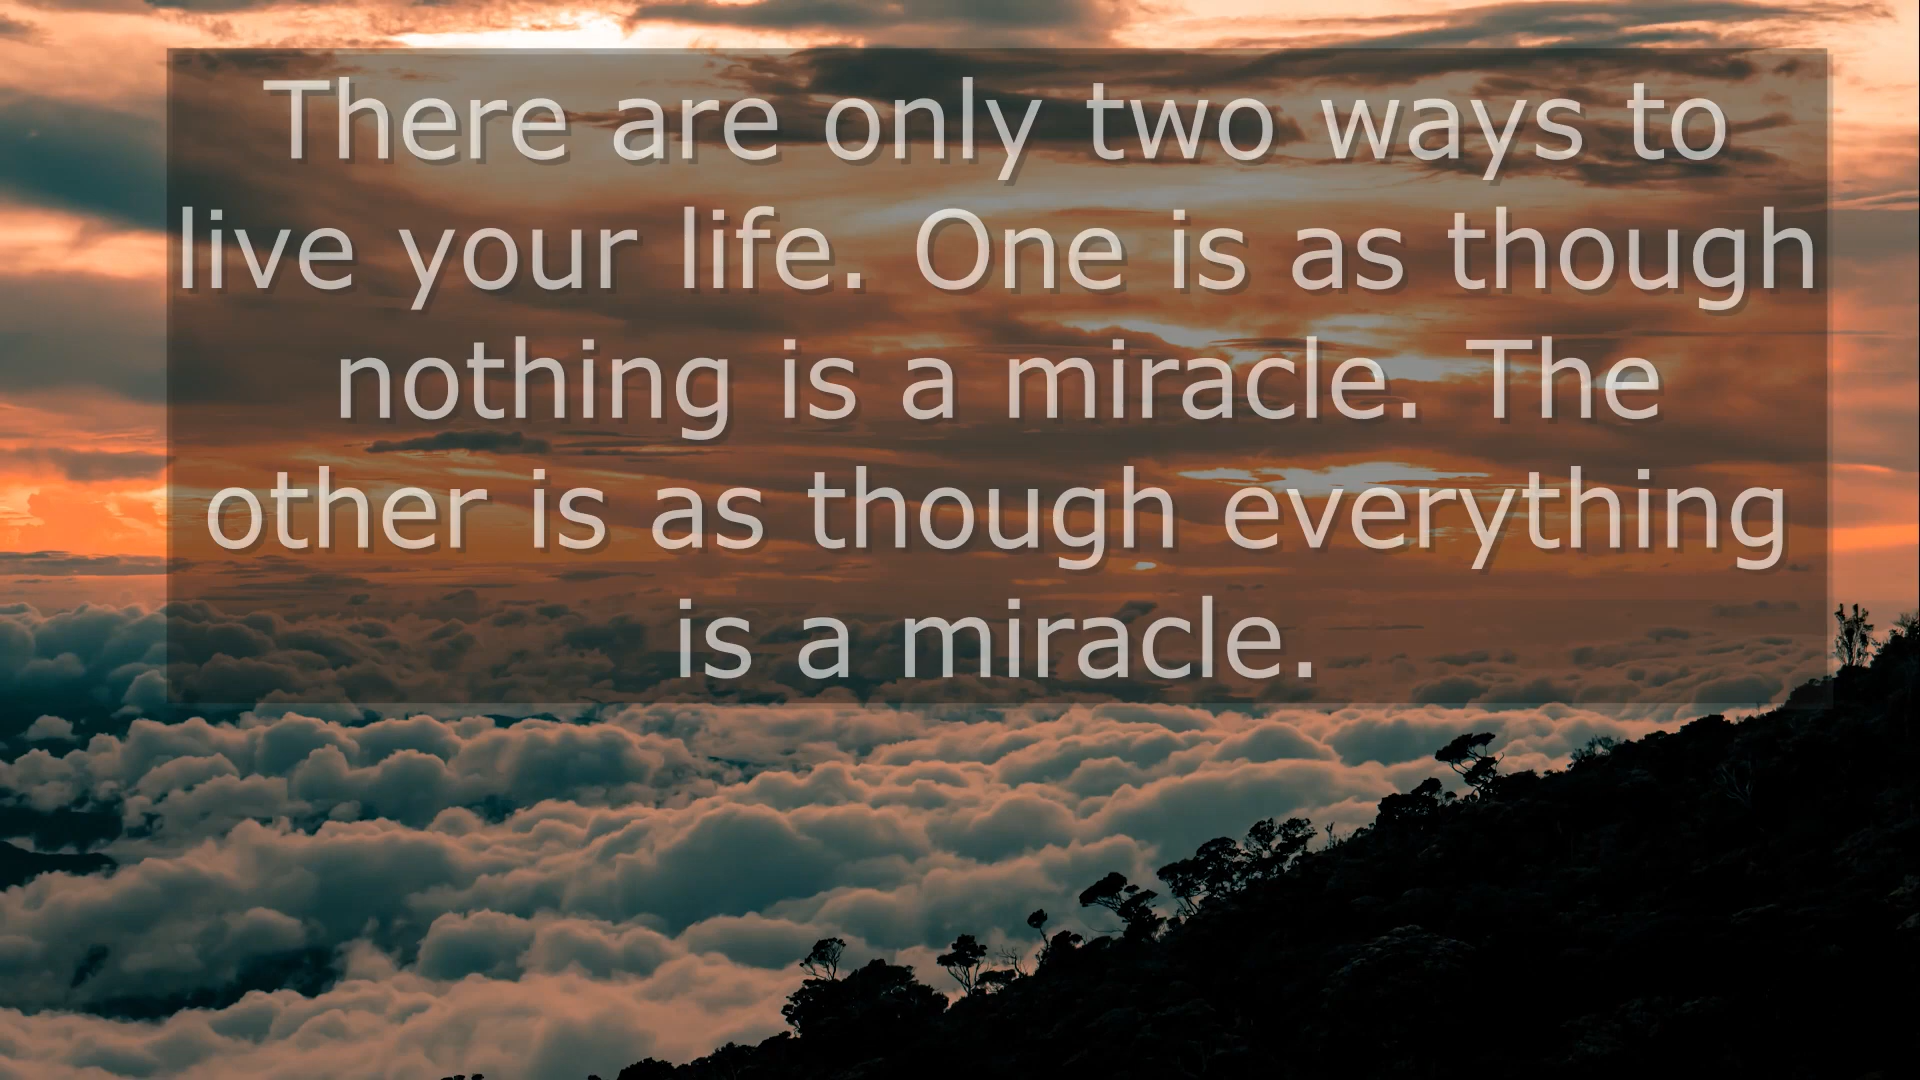 There are only two ways to
live your life. One is as though
nothing is a miracle. The
other is as though everything
is a miracle.